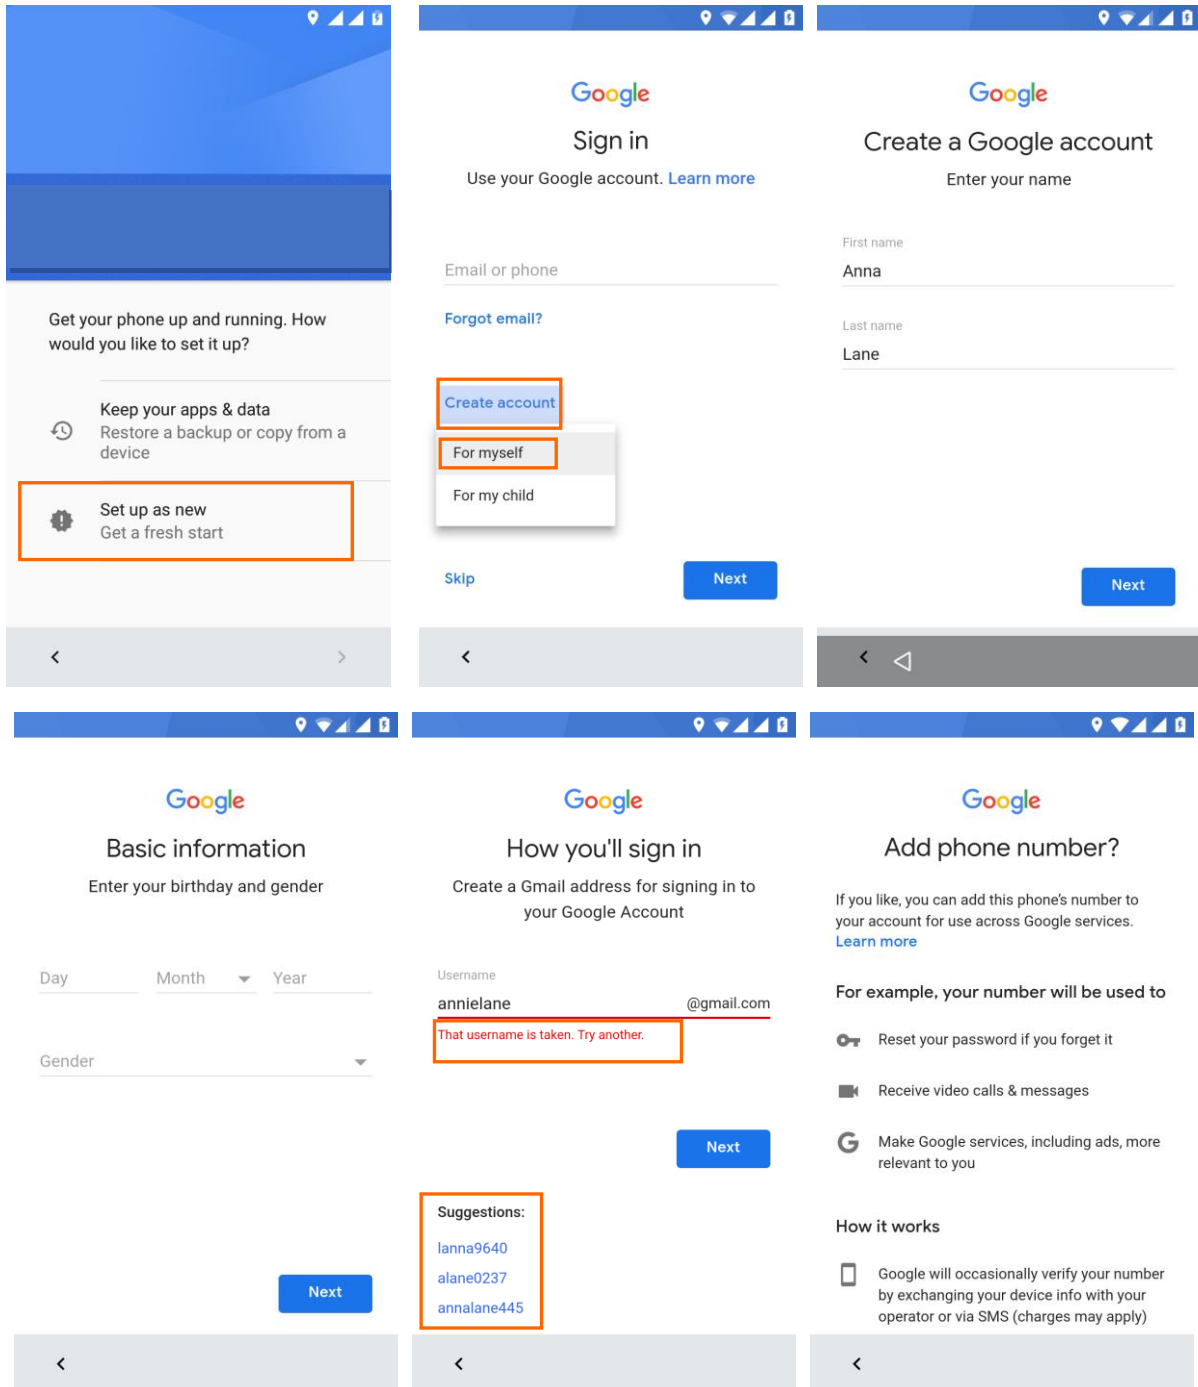 Get your phone up and running. How
would you like to set it up?
Keep your apps & data
Restore a backup or copy from a
device
Set up as new
Get a fresh start
Google
Sign in
Use your Google account. Learn more
Email or phone
Forgot email?
Create account
For myself
For my child
Skip
Next
Google
Create a Google account
Enter your name
First name
Anna
Last name
Lane
Next
Google
Basic information
Enter your birthday and gender
Day Month Year
Gender
Next
Google
How you'll sign in
Create a Gmail address for signing in to
your Google Account
Username
annielane @gmail.com
That username is taken. Try another.
Next
Suggestions:
lanna9640
alane0237
annalane445
Google
Add phone number?
If you like, you can add this phone's number to
your account for use across Google services.
Learn more
For example, your number will be used to
Reset your password if you forget it
Receive video calls & messages
G Make Google services, including ads, more
relevant to you
How it works
Google will occasionally verify your number
by exchanging your device info with your
operator or via SMS (charges may apply)